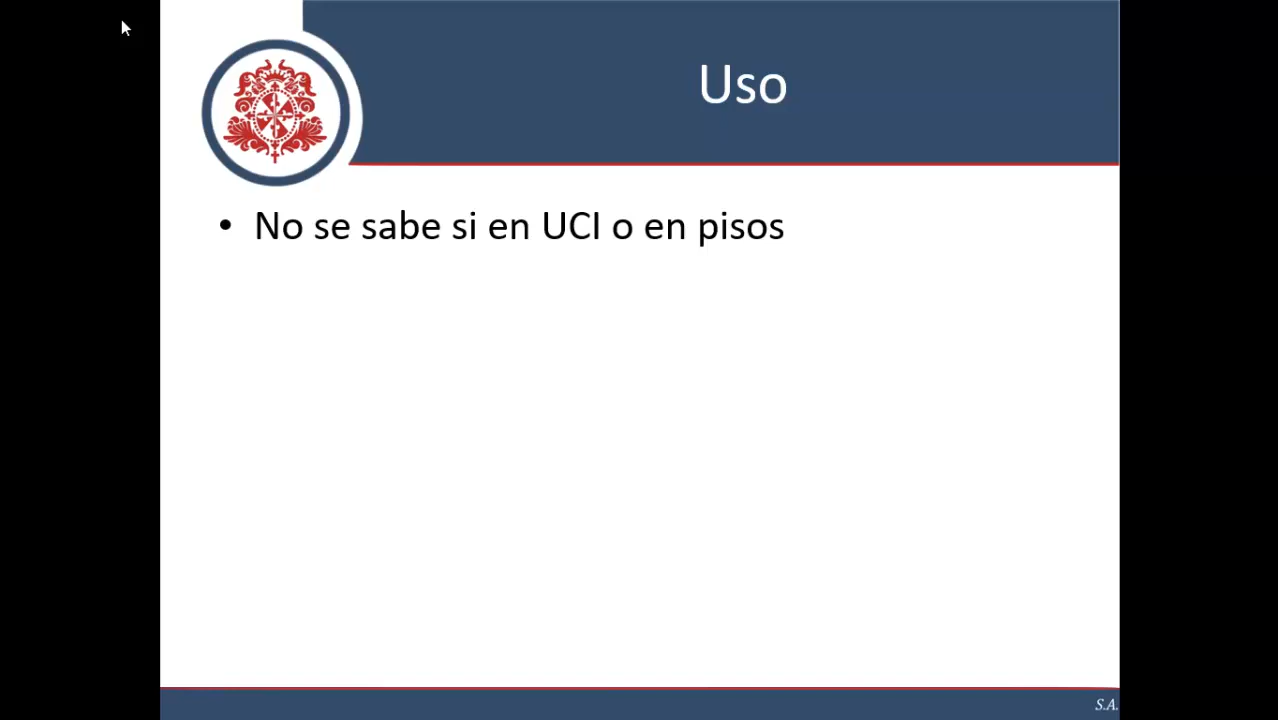 Uso
• No se sabe si en UCI o en pisos
S.A.